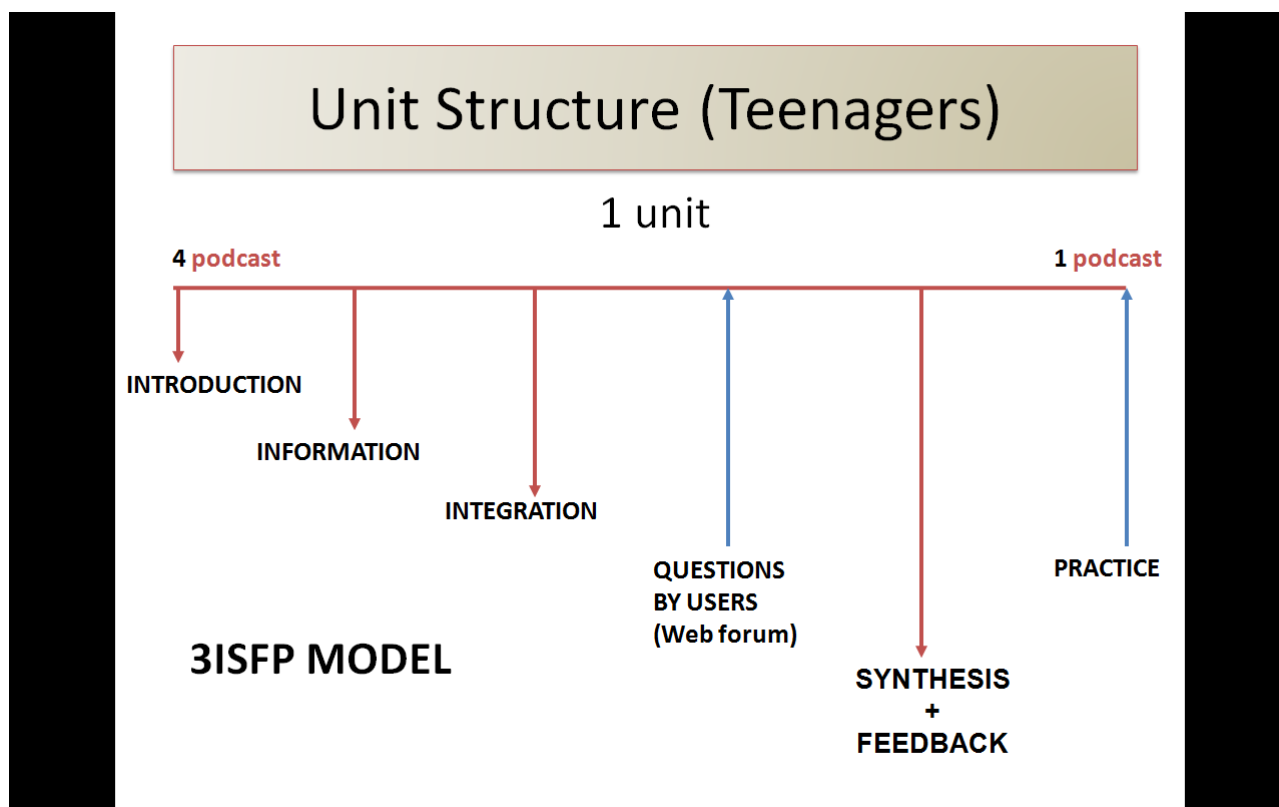 Unit Structure (Teenagers)
1 unit
4 podcast
1 podcast
INTRODUCTION
INFORMATION
INTEGRATION
QUESTIONS
BY USERS
(Web forum)
PRACTICE
3ISFP MODEL
SYNTHESIS
+
FEEDBACK